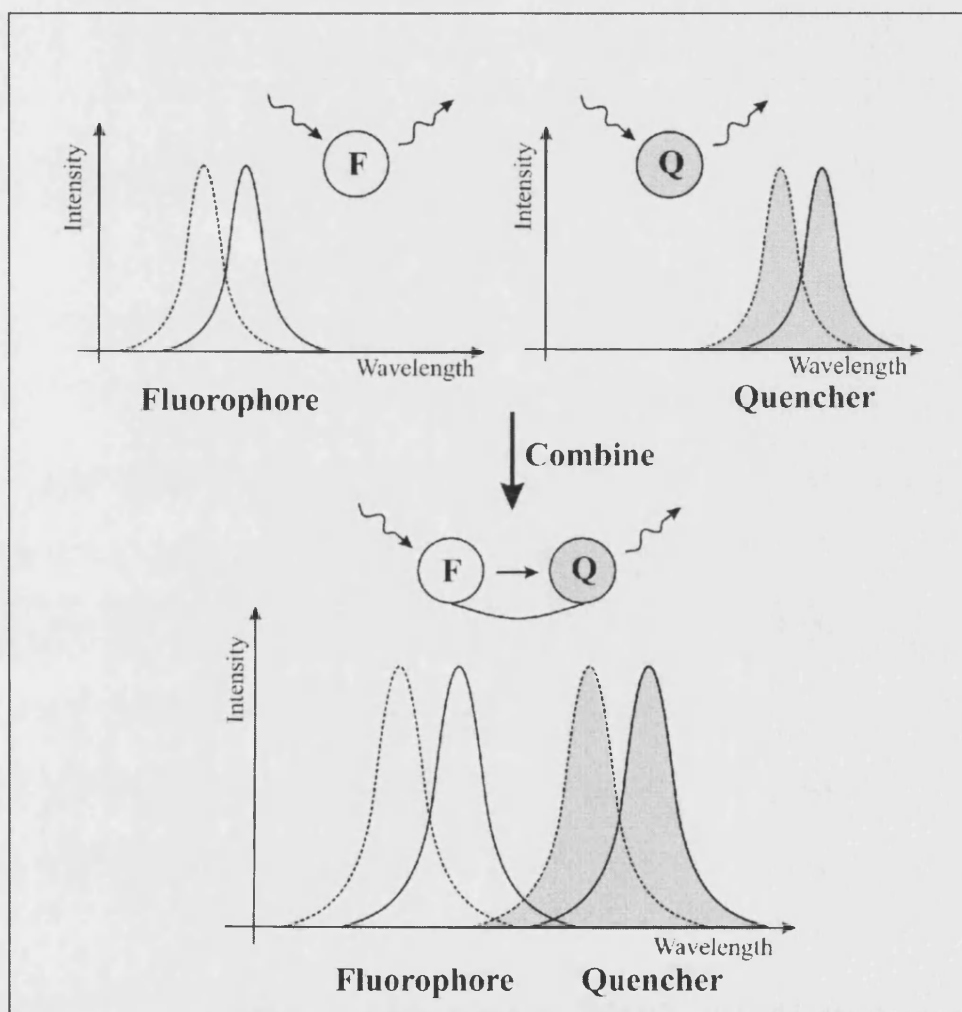 F
Q
Intensity
Intensity
Wavelength
Wavelength
Fluorophore
Quencher
Combine
F
Q
Intensity
Wavelength
Fluorophore
Quencher